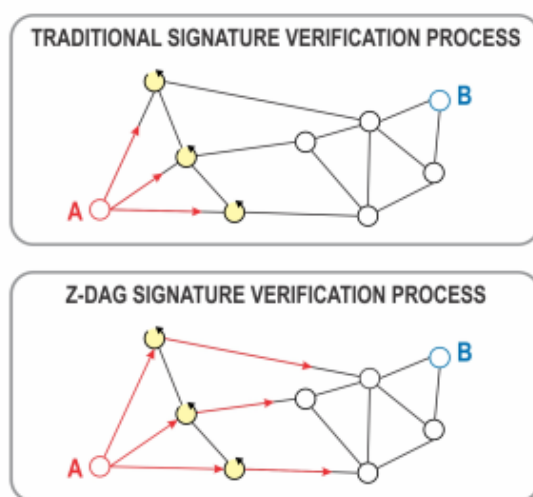 TRADITIONAL SIGNATURE VERIFICATION PROCESS
B
A
Z-DAG SIGNATURE VERIFICATION PROCESS
B
A